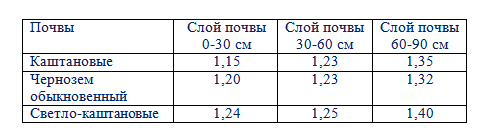 Почвы Слой почвы 0-30 см Слой почвы 30-60 см Слой почвы 60-90 см
Каштановые 1,15 1,23 1,35
Чернозем обыкновенный 1,20 1,23 1,32
Светло-каштановые 1,24 1,25 1,40